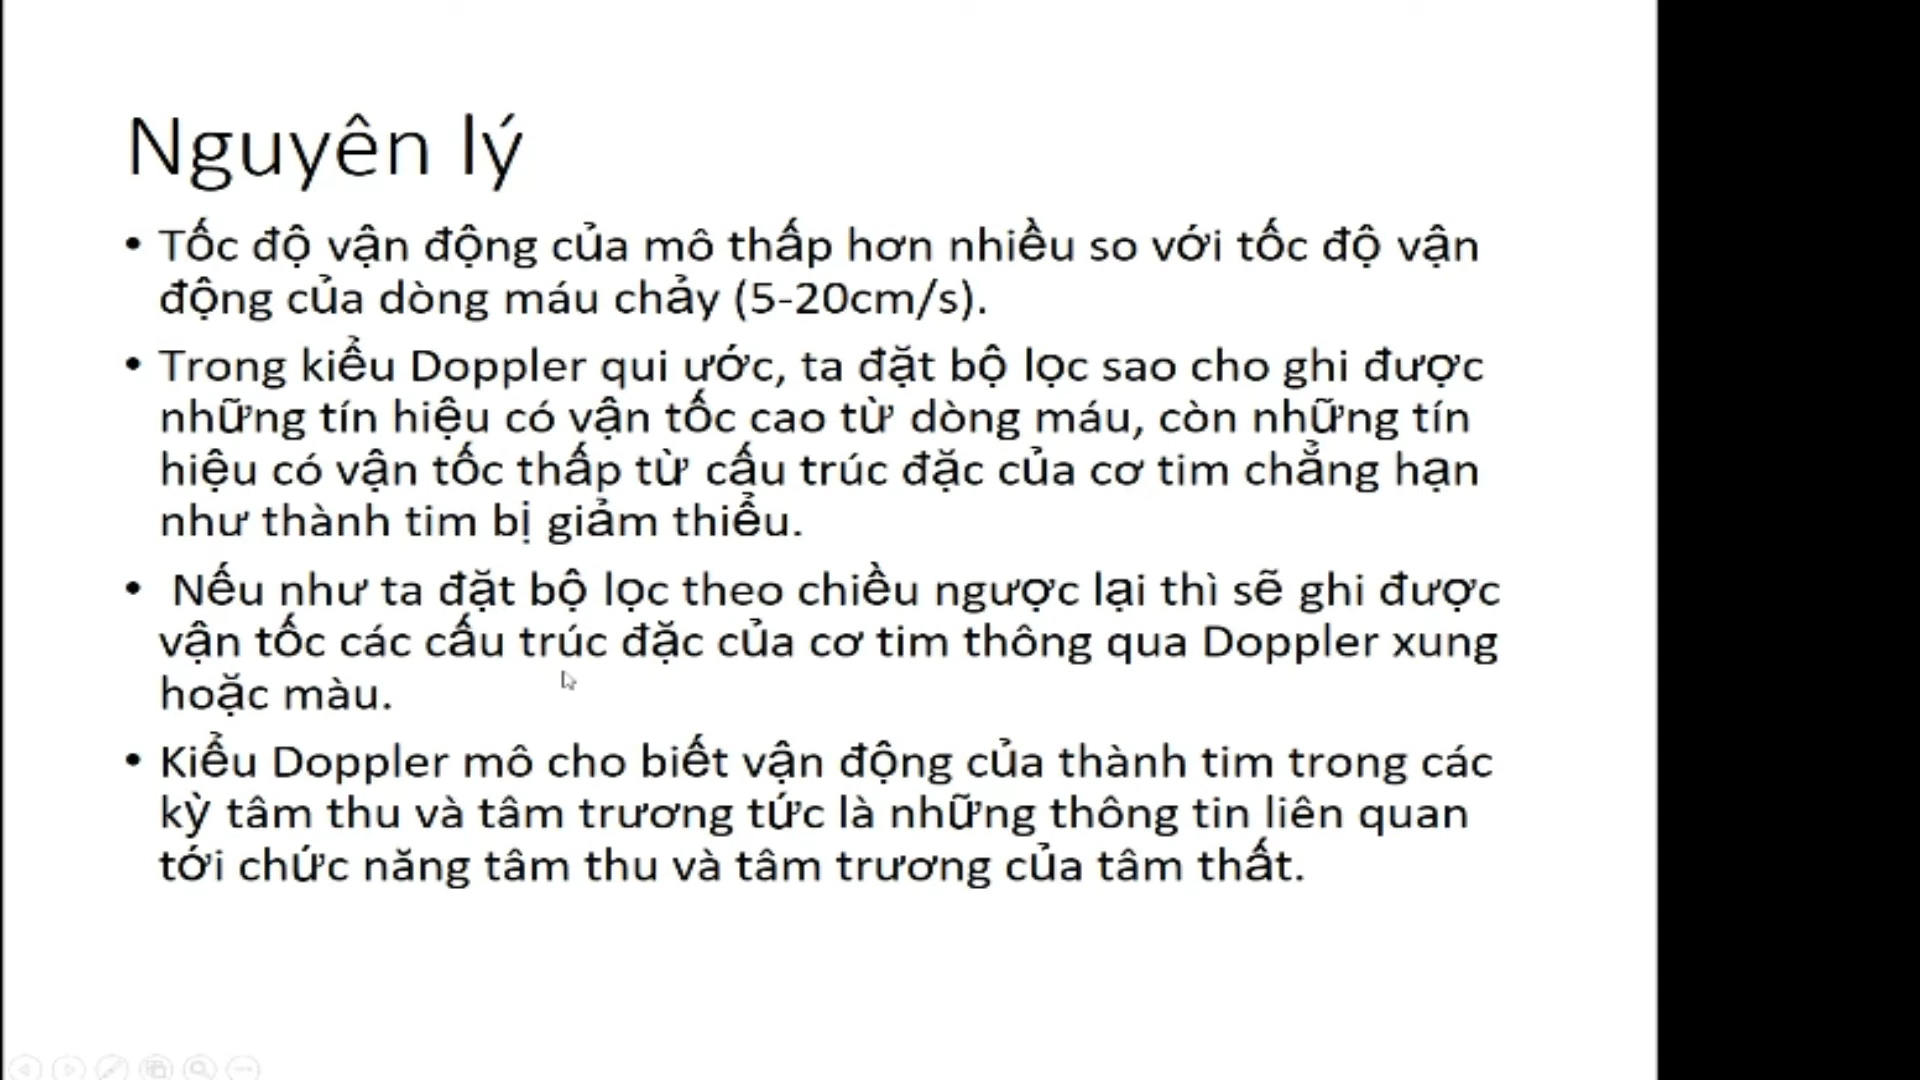 Nguyên lý
• Tốc độ vận động của mô thấp hơn nhiều so với tốc độ vận
động của dòng máu chảy (5-20cm/s).
• Trong kiểu Doppler qui ước, ta đặt bộ lọc sao cho ghi được
những tín hiệu có vận tốc cao từ dòng máu, còn những tín
hiệu có vận tốc thấp từ cấu trúc đặc của cơ tim chẳng hạn
như thành tim bị giảm thiểu.
• Nếu như ta đặt bộ lọc theo chiều ngược lại thì sẽ ghi được
vận tốc các cấu trúc đặc của cơ tim thông qua Doppler xung
hoặc màu.
• Kiểu Doppler mô cho biết vận động của thành tim trong các
kỳ tâm thu và tâm trương tức là những thông tin liên quan
tới chức năng tâm thu và tâm trương của tâm thất.